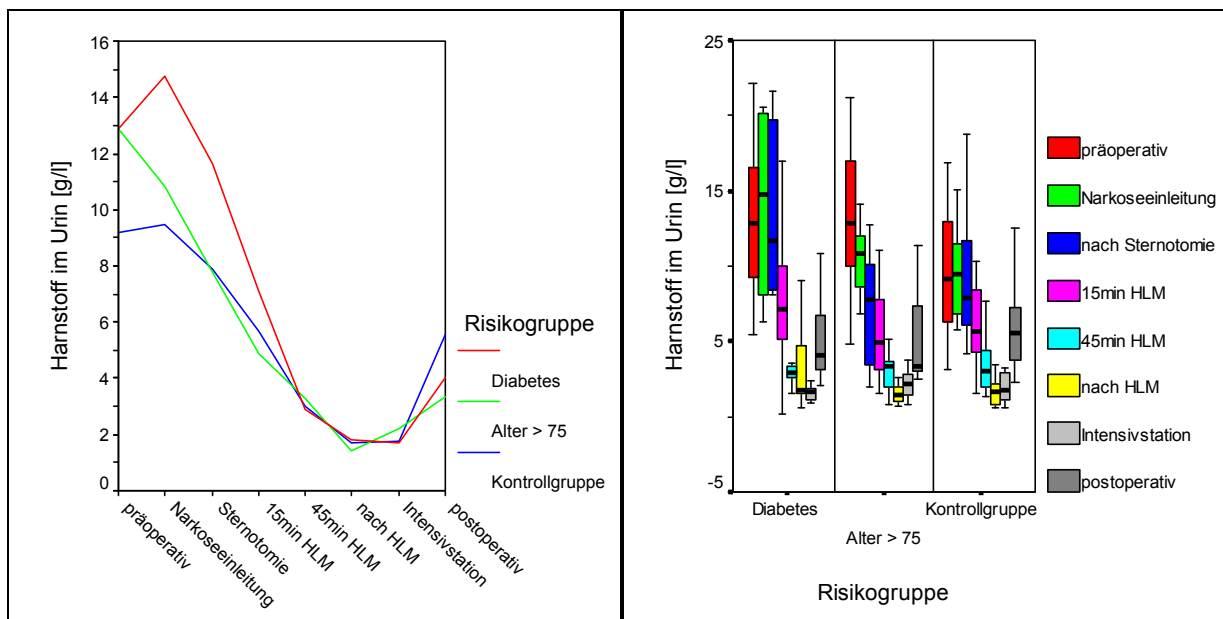 Harnstoff im Urin [g/l]
16
14
12
10
8
6
4
2
0
präoperativ
Narkoseeinleitung
Sternotomie
15min HLM
45min HLM
nach HLM
Intensivstation
postoperativ
Risikogruppe
Diabetes
Alter > 75
Kontrollgruppe
Harnstoff im Urin [g/l]
25
15
5
-5
Diabetes
Alter > 75
Kontrollgruppe
Risikogruppe
präoperativ
Narkoseeinleitung
nach Sternotomie
15min HLM
45min HLM
nach HLM
Intensivstation
postoperativ